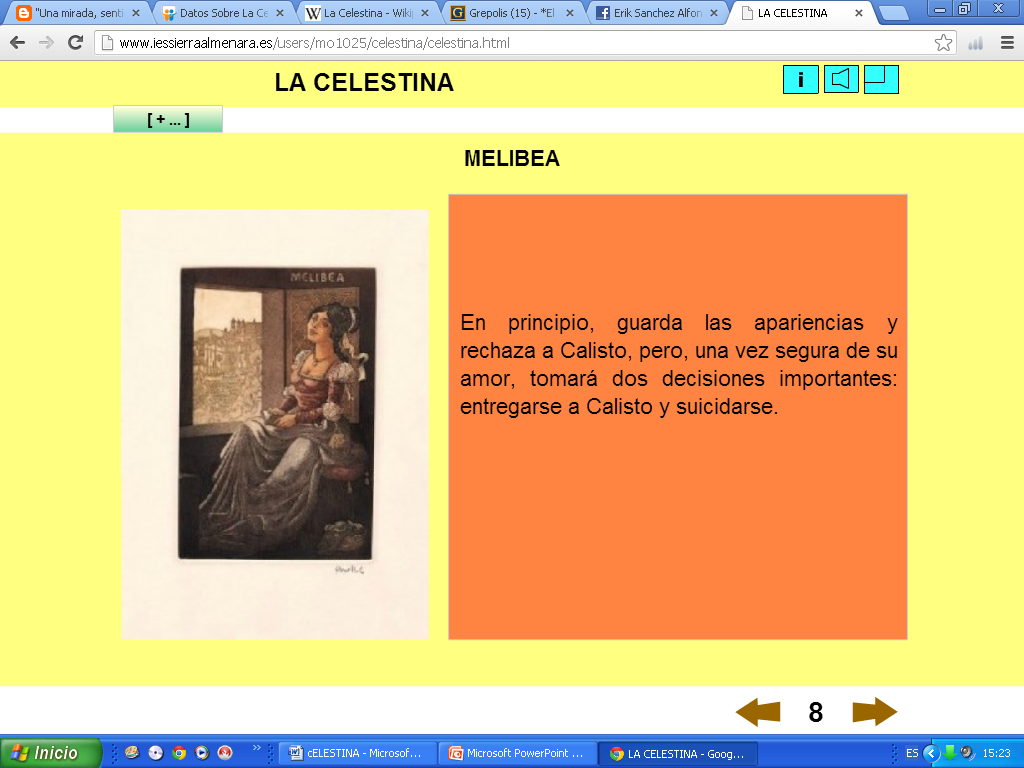 "Una mirada, senti
Datos Sobre La Ce
La Celestina - Wiki
Grepolis (15) - *El
Erik Sanchez Alfon
LA CELESTINA
www.iessierraalmenara.es/users/mo1025/celestina/celestina.html
LA CELESTINA
i
[ + ... ]
MELIBEA
MELIBEA
En principio, guarda las apariencias y
rechaza a Calisto, pero, una vez segura de su
amor, tomará dos decisiones importantes:
entregarse a Calisto y suicidarse.
8
Inicio
cELESTINA - Microsof...
Microsoft PowerPoint ...
LA CELESTINA - Goog...
ES
15:23